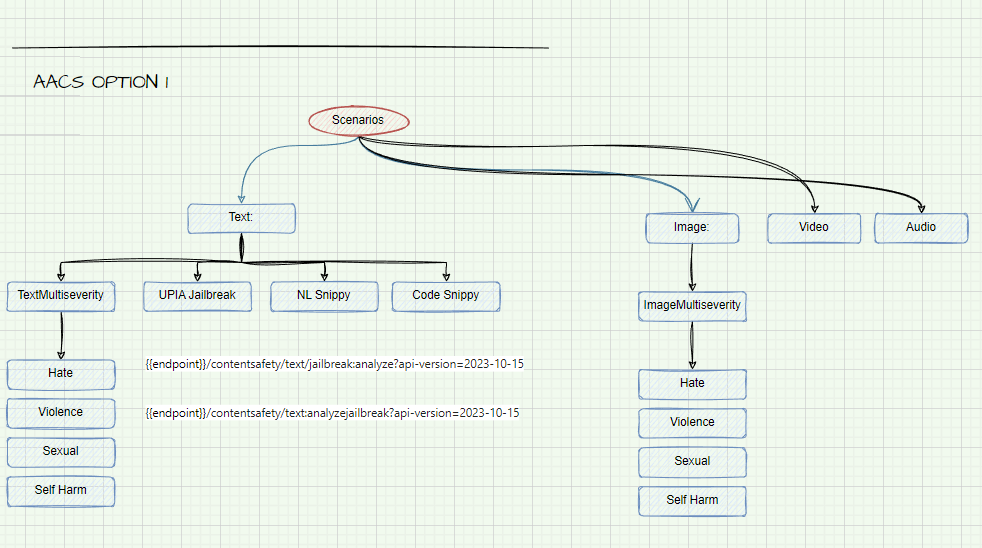 AACS OPTION 1
Scenarios
Text:
Image:
Video
Audio
TextMultiseverity
UPIA Jailbreak
NL Snippy
Code Snippy
ImageMultiseverity
Hate
{{endpoint}}/contentsafety/text/jailbreak:analyze?api-version=2023-10-15
Violence
{{endpoint}}/contentsafety/text:analyzejailbreak?api-version=2023-10-15
Sexual
Self Harm
Hate
Violence
Sexual
Self Harm